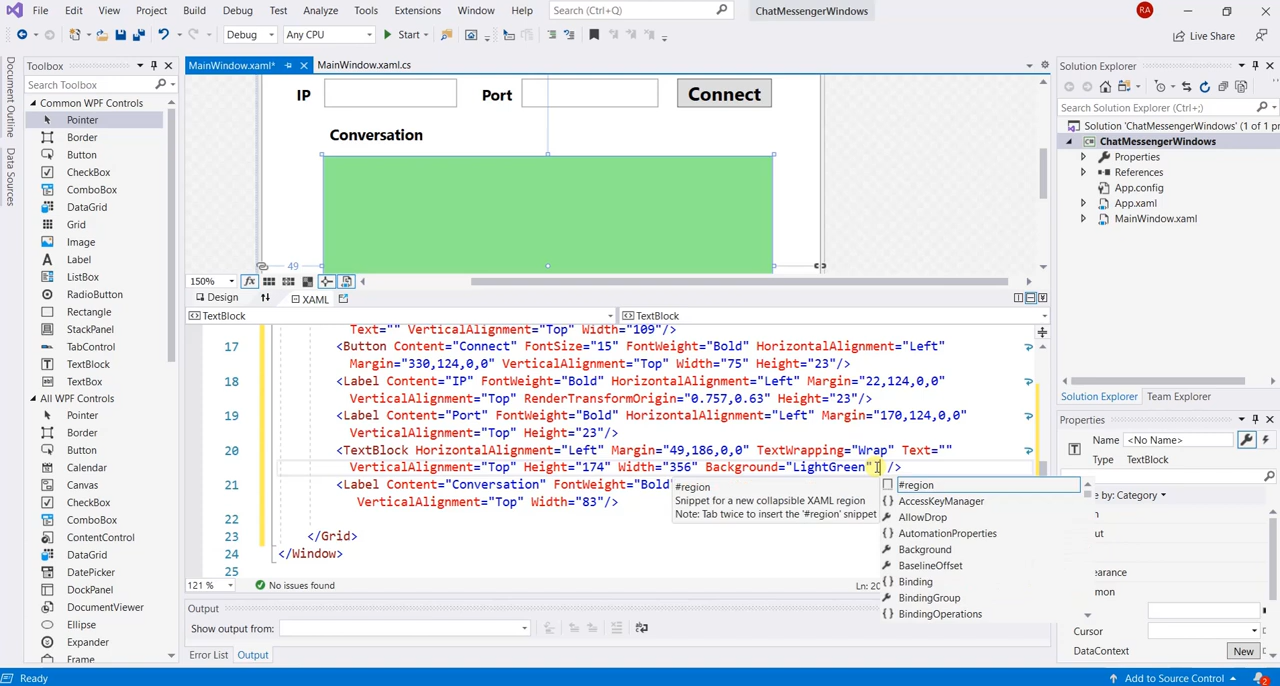 File Edit View Project Build Debug Test Analyze Tools Extensions Window Help Search (Ctrl+Q) ChatMessengerWindows RA
Debug Any CPU Start Live Share
Document Outline
Data Sources
Toolbox
Search Toolbox
Common WPF Controls
Pointer
Border
Button
CheckBox
ComboBox
DataGrid
Grid
Image
Label
ListBox
RadioButton
Rectangle
StackPanel
TabControl
TextBlock
TextBox
All WPF Controls
Pointer
Border
Button
Calendar
Canvas
CheckBox
ComboBox
ContentControl
DataGrid
DatePicker
DockPanel
DocumentViewer
Ellipse
Expander
Frame
MainWindow.xaml* MainWindow.xaml.cs
IP Port Connect
Conversation
49
150% fx
Design XAML
TextBlock TextBlock
Text="" VerticalAlignment="Top" Width="109"/>
17 <Button Content="Connect" FontSize="15" FontWeight="Bold" HorizontalAlignment="Left"
Margin="330,124,0,0" VerticalAlignment="Top" Width="75" Height="23"/>
18 <Label Content="IP" FontWeight="Bold" HorizontalAlignment="Left" Margin="22,124,0,0"
VerticalAlignment="Top" RenderTransformOrigin="0.757,0.63" Height="23"/>
19 <Label Content="Port" FontWeight="Bold" HorizontalAlignment="Left" Margin="170,124,0,0"
VerticalAlignment="Top" Height="23"/>
20 <TextBlock HorizontalAlignment="Left" Margin="49,186,0,0" TextWrapping="Wrap" Text=""
VerticalAlignment="Top" Height="174" Width="356" Background="LightGreen" />
21 <Label Content="Conversation" FontWeight="Bold"
VerticalAlignment="Top" Width="83"/>
22
23 </Grid>
24 </Window>
25
#region
Snippet for a new collapsible XAML region
Note: Tab twice to insert the '#region' snippet
#region
AccessKeyManager
AllowDrop
AutomationProperties
Background
BaselineOffset
Binding
BindingGroup
BindingOperations
121 % No issues found Ln: 20
Output
Show output from:
Error List Output
Solution Explorer
Search Solution Explorer (Ctrl+;)
Solution 'ChatMessengerWindows' (1 of 1 pr
ChatMessengerWindows
Properties
References
App.config
App.xaml
MainWindow.xaml
Solution Explorer Team Explorer
Properties
Name <No Name>
Type TextBlock
e by: Category
Cursor
DataContext New
Ready Add to Source Control 2